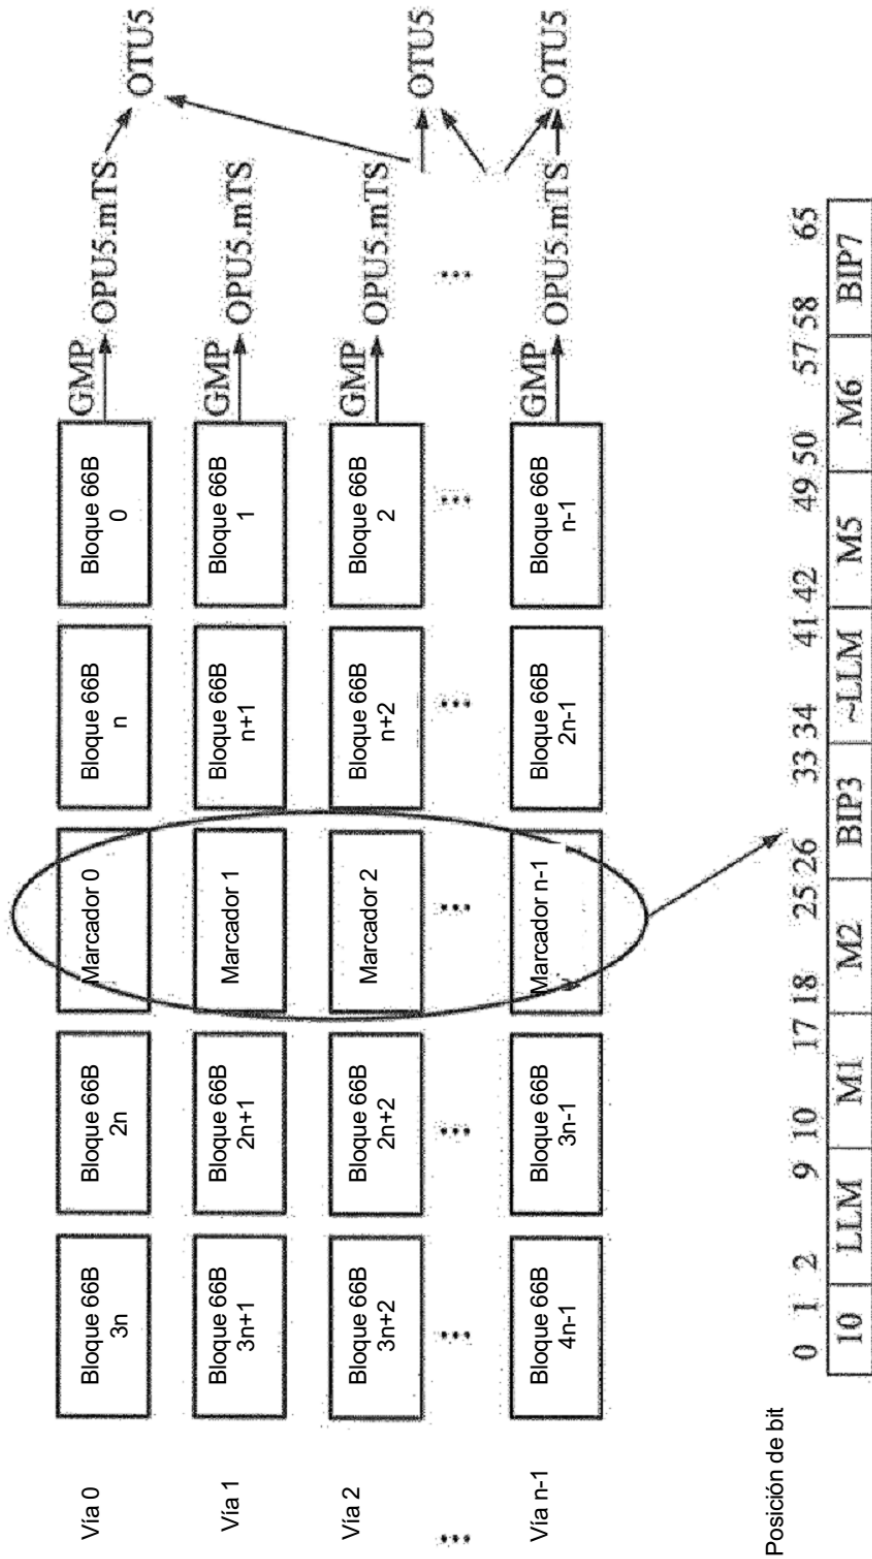 Vía 0
Bloque 66B
3n
Bloque 66B
2n
Marcador 0
Bloque 66B
n
Bloque 66B
0
GMP
OPU5.mTS
OTU5
Vía 1
Bloque 66B
3n+1
Bloque 66B
2n+1
Marcador 1
Bloque 66B
n+1
Bloque 66B
1
GMP
OPU5.mTS
Vía 2
Bloque 66B
3n+2
Bloque 66B
2n+2
Marcador 2
Bloque 66B
n+2
Bloque 66B
2
GMP
OPU5.mTS
OTU5
... ... ... ... ... ... ...
Vía n-1
Bloque 66B
4n-1
Bloque 66B
3n-1
Marcador n-1
Bloque 66B
2n-1
Bloque 66B
n-1
GMP
OPU5.mTS
OTU5
Posición de bit
0 1 2 9 10 17 18 25 26 33 34 41 42 49 50 57 58 65
10 LLM M1 M2 BIP3 ~LLM M5 M6 BIP7